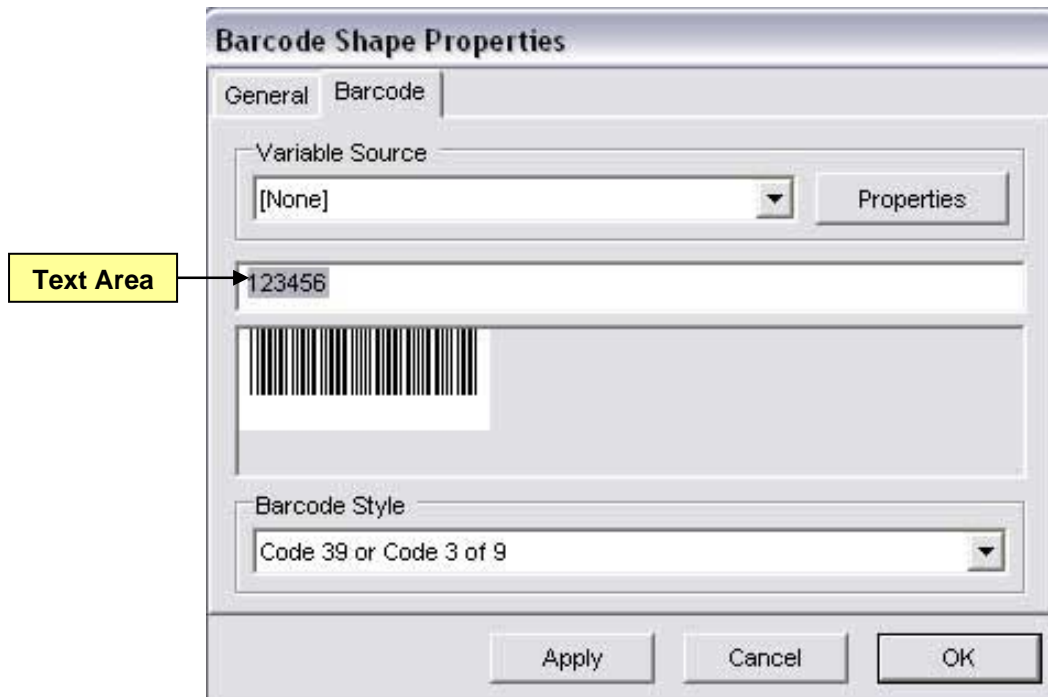 Barcode Shape Properties
General Barcode
Variable Source
[None] Properties
Text Area
123456
Barcode Style
Code 39 or Code 3 of 9
Apply Cancel OK